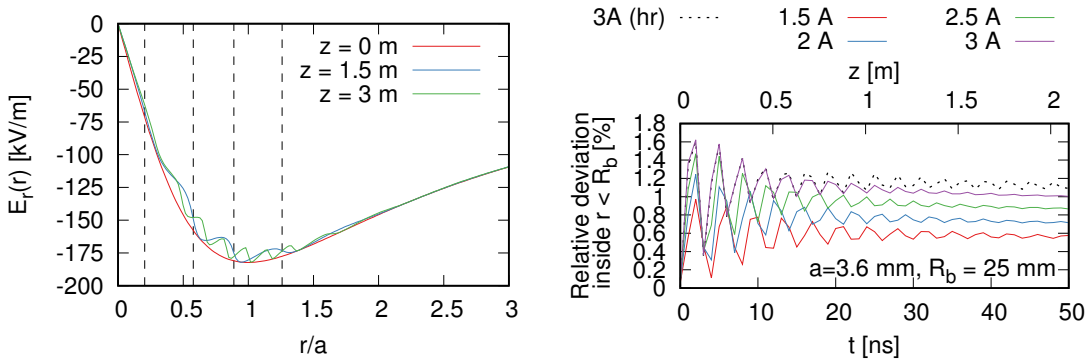 0
-25
-50
-75
-100
-125
-150
-175
-200
E_r(r) [kV/m]
z = 0 m
z = 1.5 m
z = 3 m
0 0.5 1 1.5 2 2.5 3
r/a
3A (hr) 1.5 A 2.5 A
2 A 3 A
z [m]
0 0.5 1 1.5 2
Relative deviation
inside r < R_b [%]
1.8
1.6
1.4
1.2
1
0.8
0.6
0.4
0.2
0
a=3.6 mm, R_b = 25 mm
0 10 20 30 40 50
t [ns]